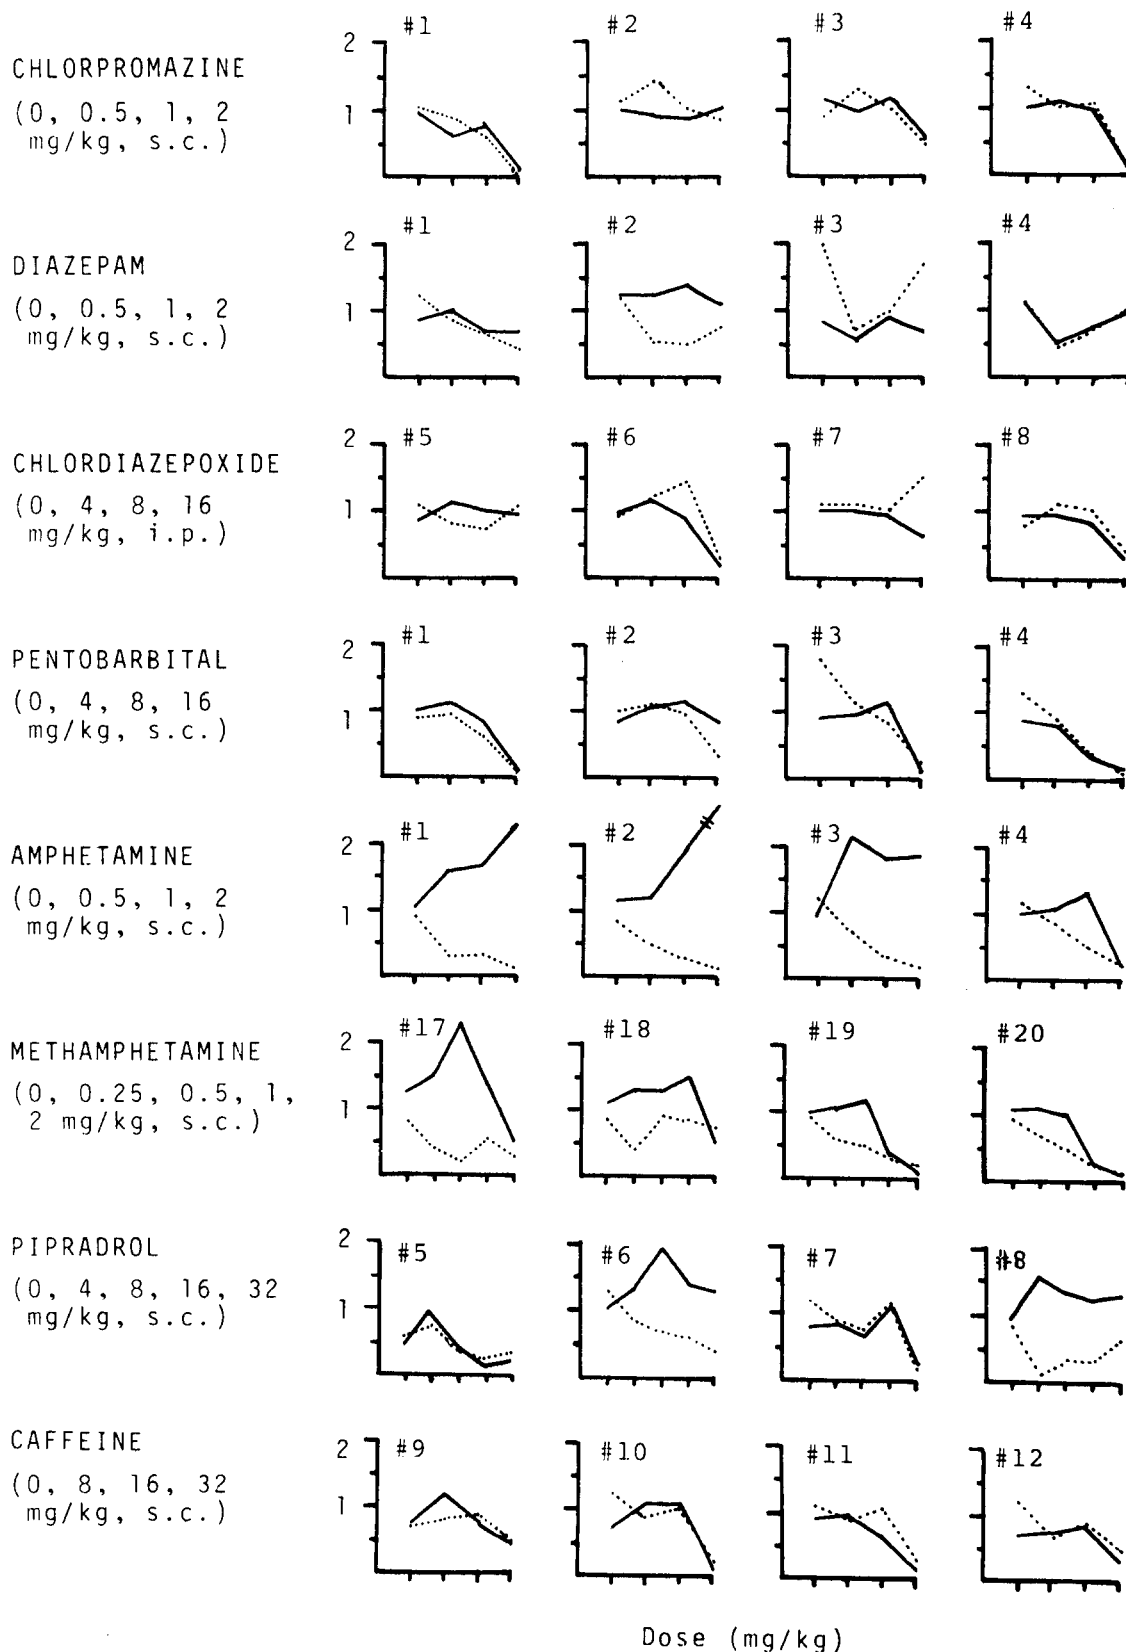 #1 #2 #3 #4
CHLORPROMAZINE
(0, 0.5, 1, 2
mg/kg, s.c.)
2
1
#1 #2 #3 #4
DIAZEPAM
(0, 0.5, 1, 2
mg/kg, s.c.)
2
1
#5 #6 #7 #8
CHLORDIAZEPOXIDE
(0, 4, 8, 16
mg/kg, i.p.)
2
1
#1 #2 #3 #4
PENTOBARBITAL
(0, 4, 8, 16
mg/kg, s.c.)
2
1
#1 #2 #3 #4
AMPHETAMINE
(0, 0.5, 1, 2
mg/kg, s.c.)
2
1
#17 #18 #19 #20
METHAMPHETAMINE
(0, 0.25, 0.5, 1,
2 mg/kg, s.c.)
2
1
#5 #6 #7 #8
PIPRADROL
(0, 4, 8, 16, 32
mg/kg, s.c.)
2
1
#9 #10 #11 #12
CAFFEINE
(0, 8, 16, 32
mg/kg, s.c.)
2
1
Dose (mg/kg)